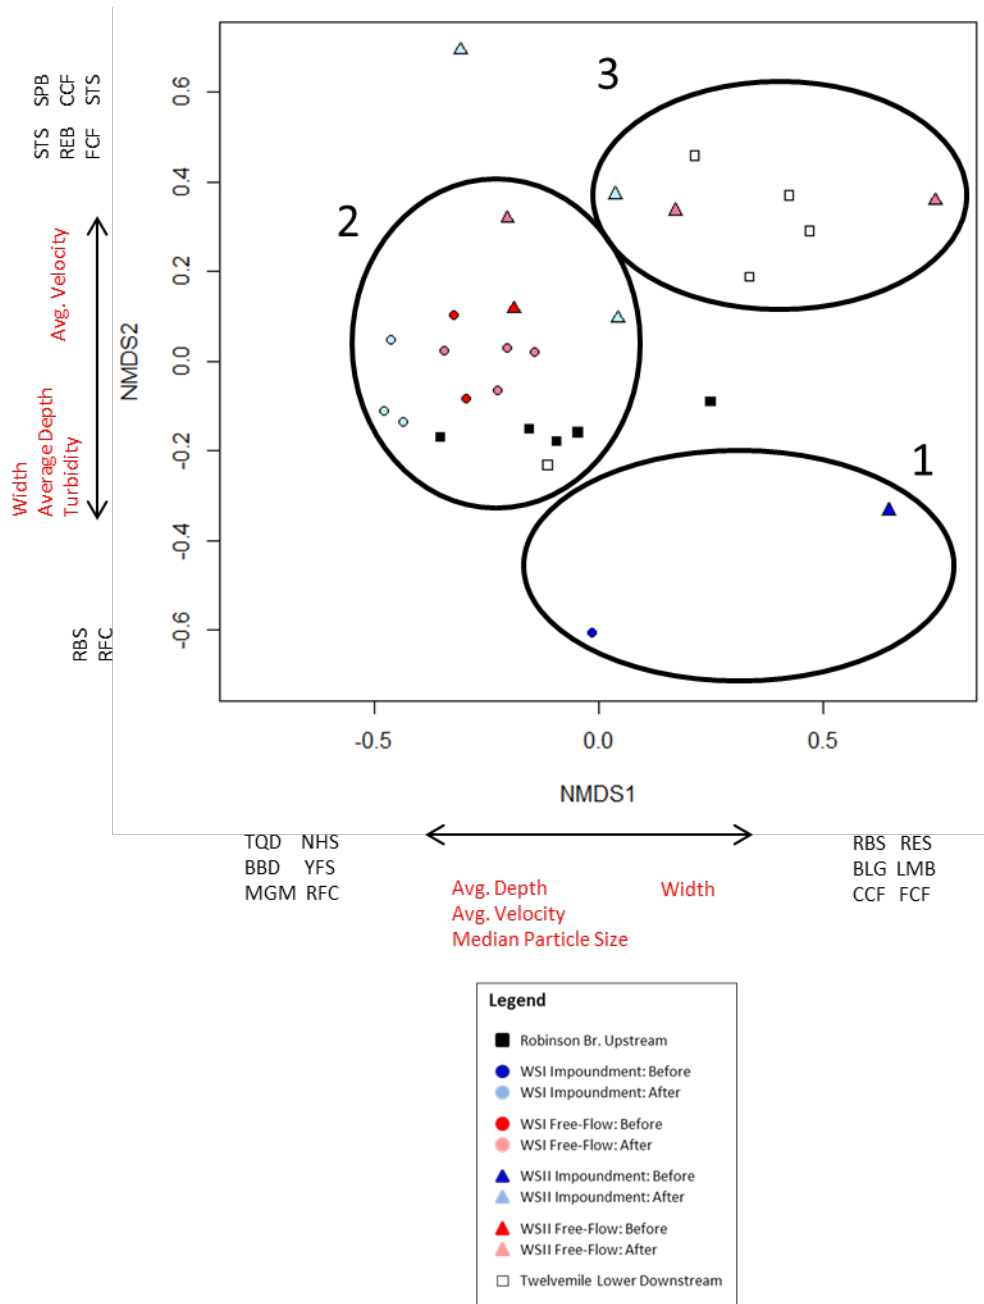 SPB
CCF
STS
STS
REB
FCF
Avg. Velocity
Width
Average Depth
Turbidity
RBS
RFC
NMDS2
0.6
0.4
0.2
0.0
-0.2
-0.4
-0.6
3
2
1
-0.5 0.0 0.5
NMDS1
TQD NHS
BBD YFS
MGM RFC
Avg. Depth
Avg. Velocity
Median Particle Size
Width
RBS RES
BLG LMB
CCF FCF
Legend
Robinson Br. Upstream
WSI Impoundment: Before
WSI Impoundment: After
WSI Free-Flow: Before
WSI Free-Flow: After
WSII Impoundment: Before
WSII Impoundment: After
WSII Free-Flow: Before
WSII Free-Flow: After
Twelvemile Lower Downstream